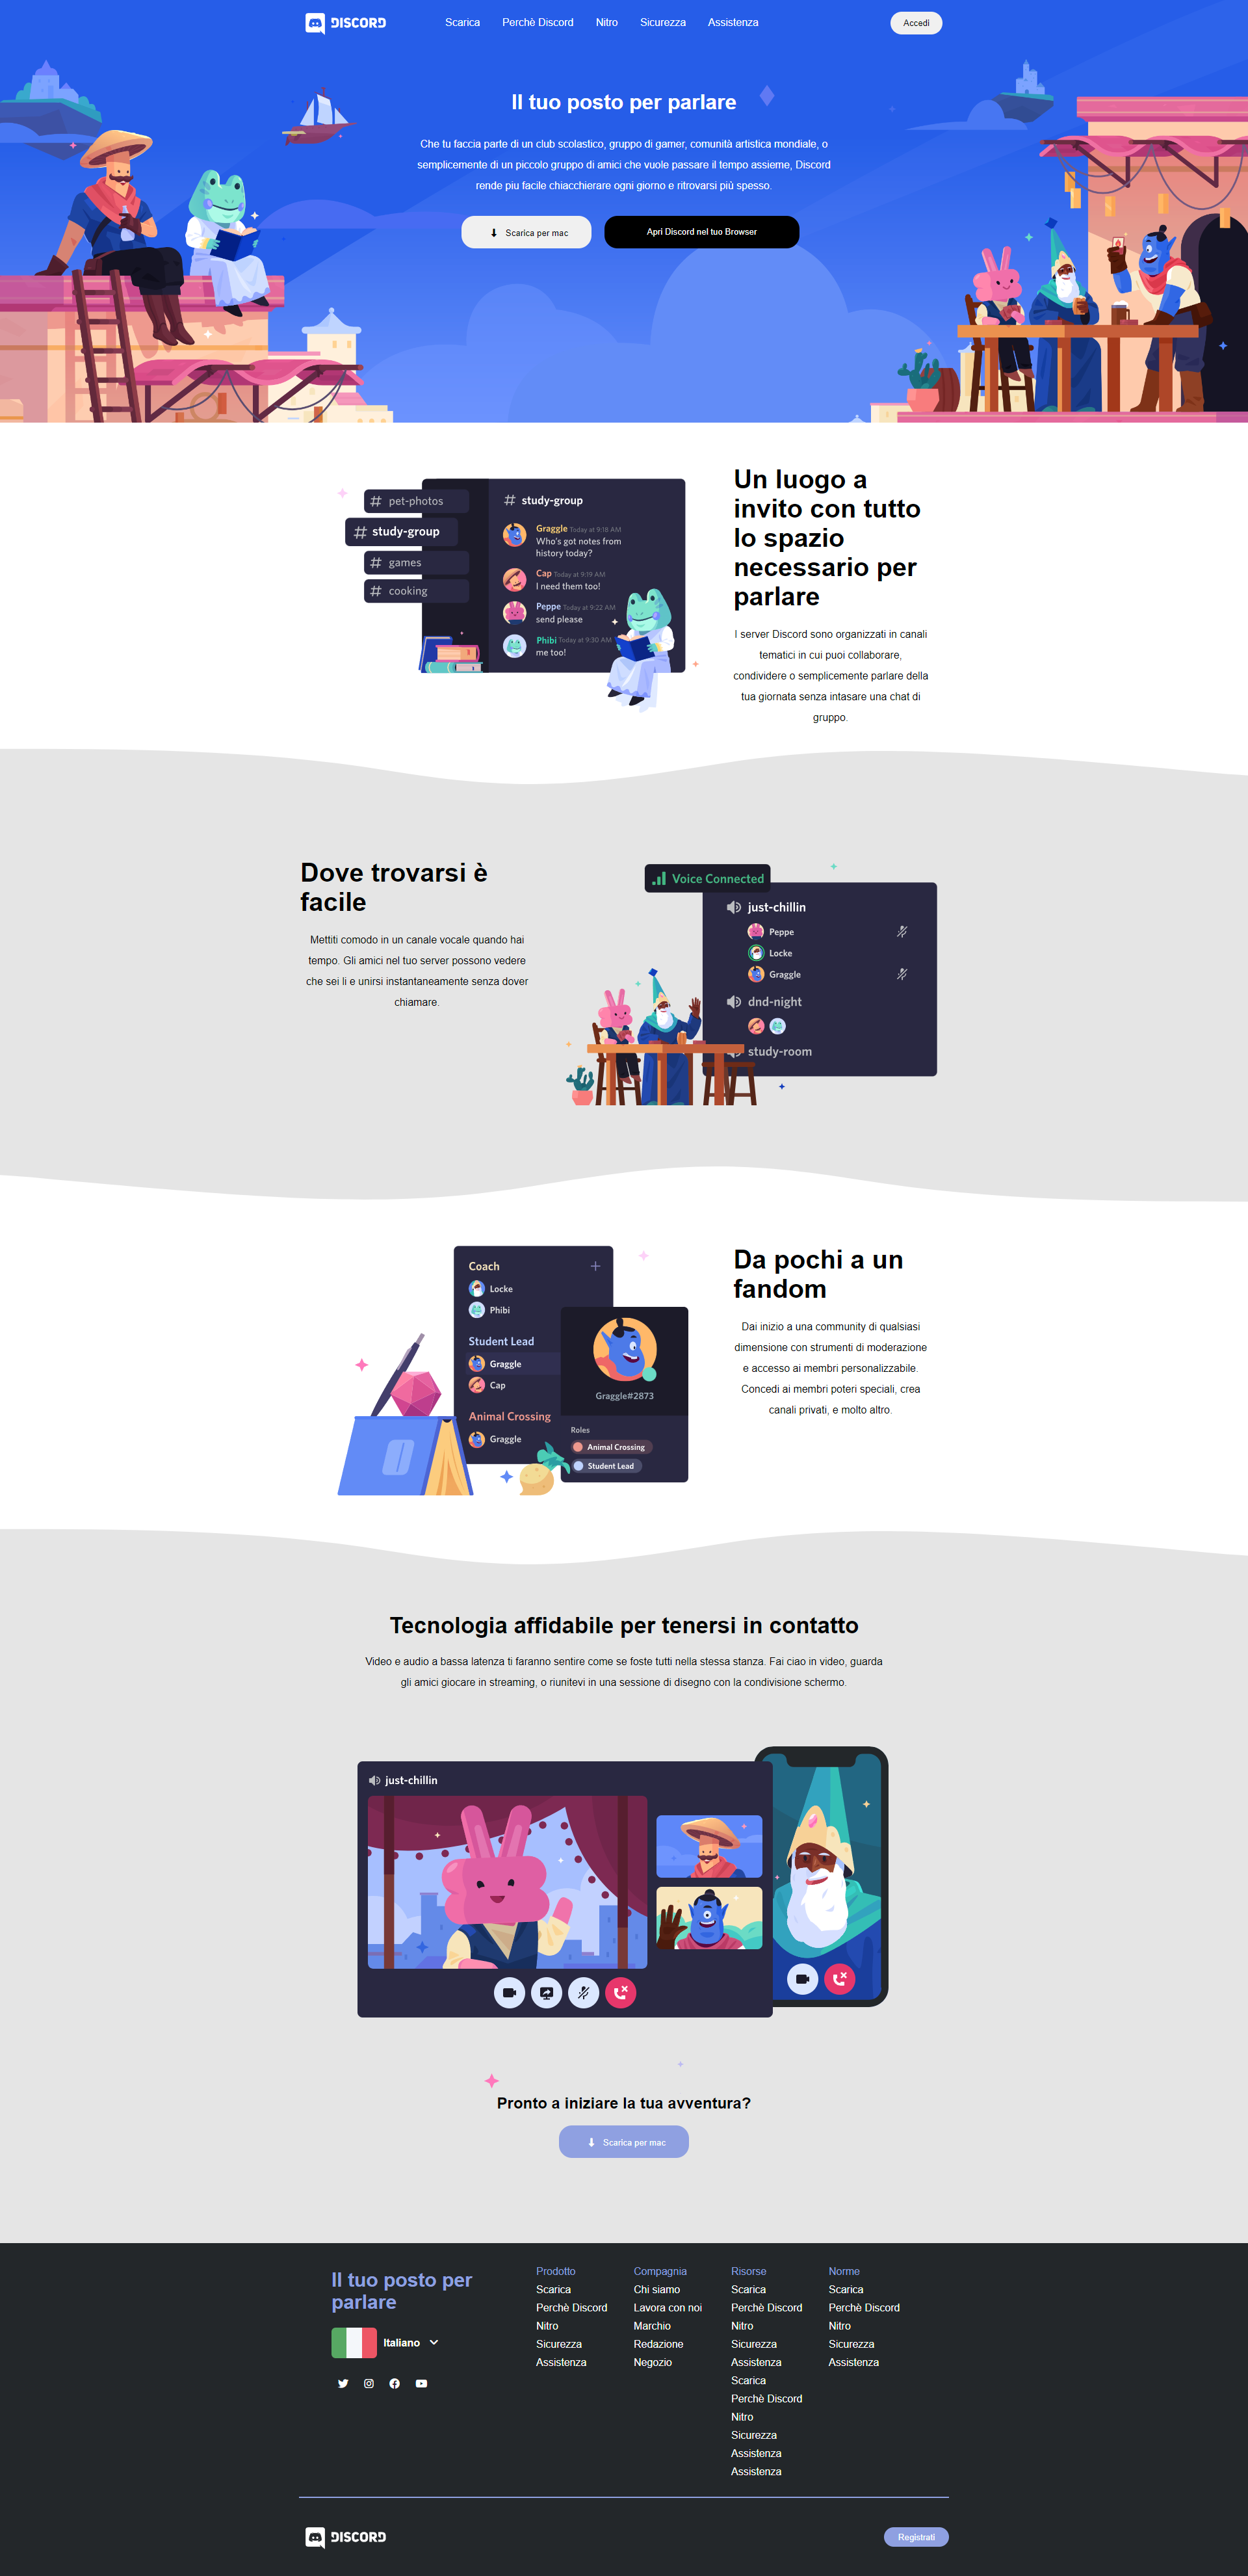 DISCORD
Scarica
Perchè Discord
Nitro
Sicurezza
Assistenza
Accedi
Il tuo posto per parlare
Che tu faccia parte di un club scolastico, gruppo di gamer, comunità artistica mondiale, o
semplicemente di un piccolo gruppo di amici che vuole passare il tempo assieme, Discord
rende piu facile chiacchierare ogni giorno e ritrovarsi più spesso.
Scarica per mac
Apri Discord nel tuo Browser
# pet-photos
# study-group
# games
# cooking
# study-group
Graggle Today at 9:18 AM
Who's got notes from
history today?
Cap Today at 9:19 AM
I need them too!
Peppe Today at 9:22 AM
send please
Phibi Today at 9:30 AM
me too!
Un luogo a
invito con tutto
lo spazio
necessario per
parlare
I server Discord sono organizzati in canali
tematici in cui puoi collaborare,
condividere o semplicemente parlare della
tua giornata senza intasare una chat di
gruppo.
Dove trovarsi è
facile
Mettiti comodo in un canale vocale quando hai
tempo. Gli amici nel tuo server possono vedere
che sei li e unirsi instantaneamente senza dover
chiamare.
Voice Connected
just-chillin
Peppe
Locke
Graggle
dnd-night
study-room
Coach
Locke
Phibi
Student Lead
Graggle
Cap
Animal Crossing
Graggle
Graggle#2873
Roles
Animal Crossing
Student Lead
Da pochi a un
fandom
Dai inizio a una community di qualsiasi
dimensione con strumenti di moderazione
e accesso ai membri personalizzabile.
Concedi ai membri poteri speciali, crea
canali privati, e molto altro.
Tecnologia affidabile per tenersi in contatto
Video e audio a bassa latenza ti faranno sentire come se foste tutti nella stessa stanza. Fai ciao in video, guarda
gli amici giocare in streaming, o riunitevi in una sessione di disegno con la condivisione schermo.
just-chillin
Pronto a iniziare la tua avventura?
Scarica per mac
Il tuo posto per
parlare
Italiano
Prodotto
Scarica
Perchè Discord
Nitro
Sicurezza
Assistenza
Compagnia
Chi siamo
Lavora con noi
Marchio
Redazione
Negozio
Risorse
Scarica
Perchè Discord
Nitro
Sicurezza
Assistenza
Scarica
Perchè Discord
Nitro
Sicurezza
Assistenza
Assistenza
Norme
Scarica
Perchè Discord
Nitro
Sicurezza
Assistenza
DISCORD
Registrati